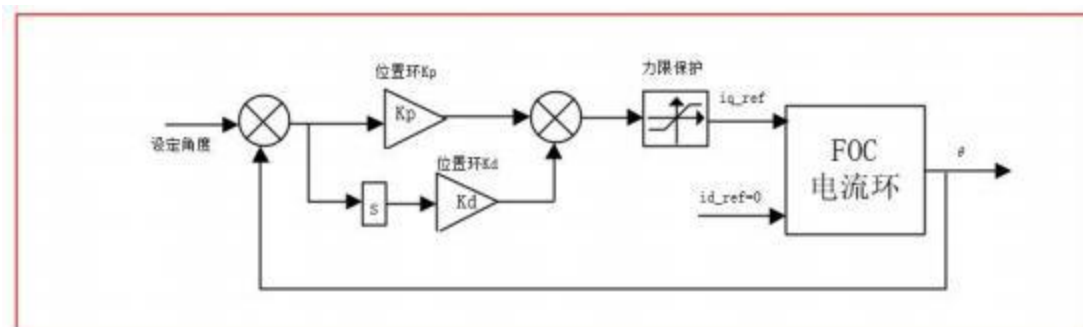 位置环Kp
力限保护
Kp
iq_ref
设定角度
FOC
电流环
θ
位置环Kd
s
Kd
id_ref=0